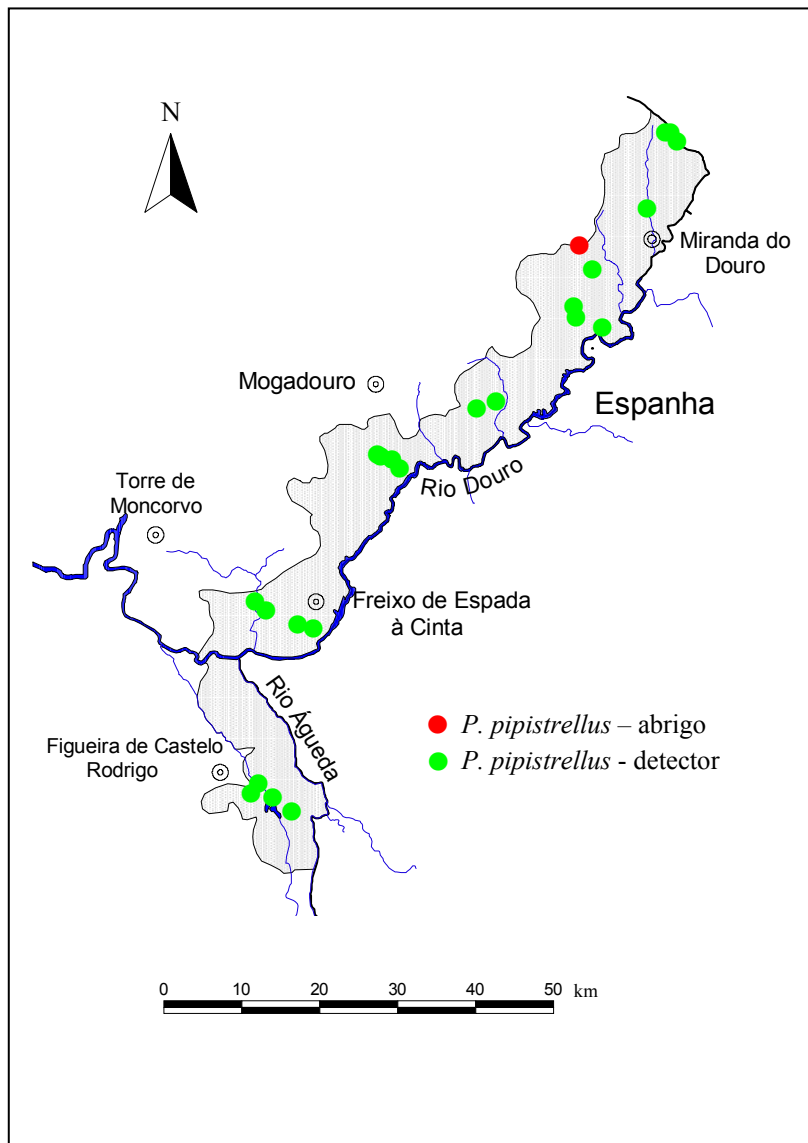 N
Miranda do
Douro
Mogadouro
Espanha
Rio Douro
Torre de
Moncorvo
Freixo de Espada
à Cinta
Rio Águeda
Figueira de Castelo
Rodrigo
P. pipistrellus – abrigo
P. pipistrellus - detector
0 10 20 30 40 50 km